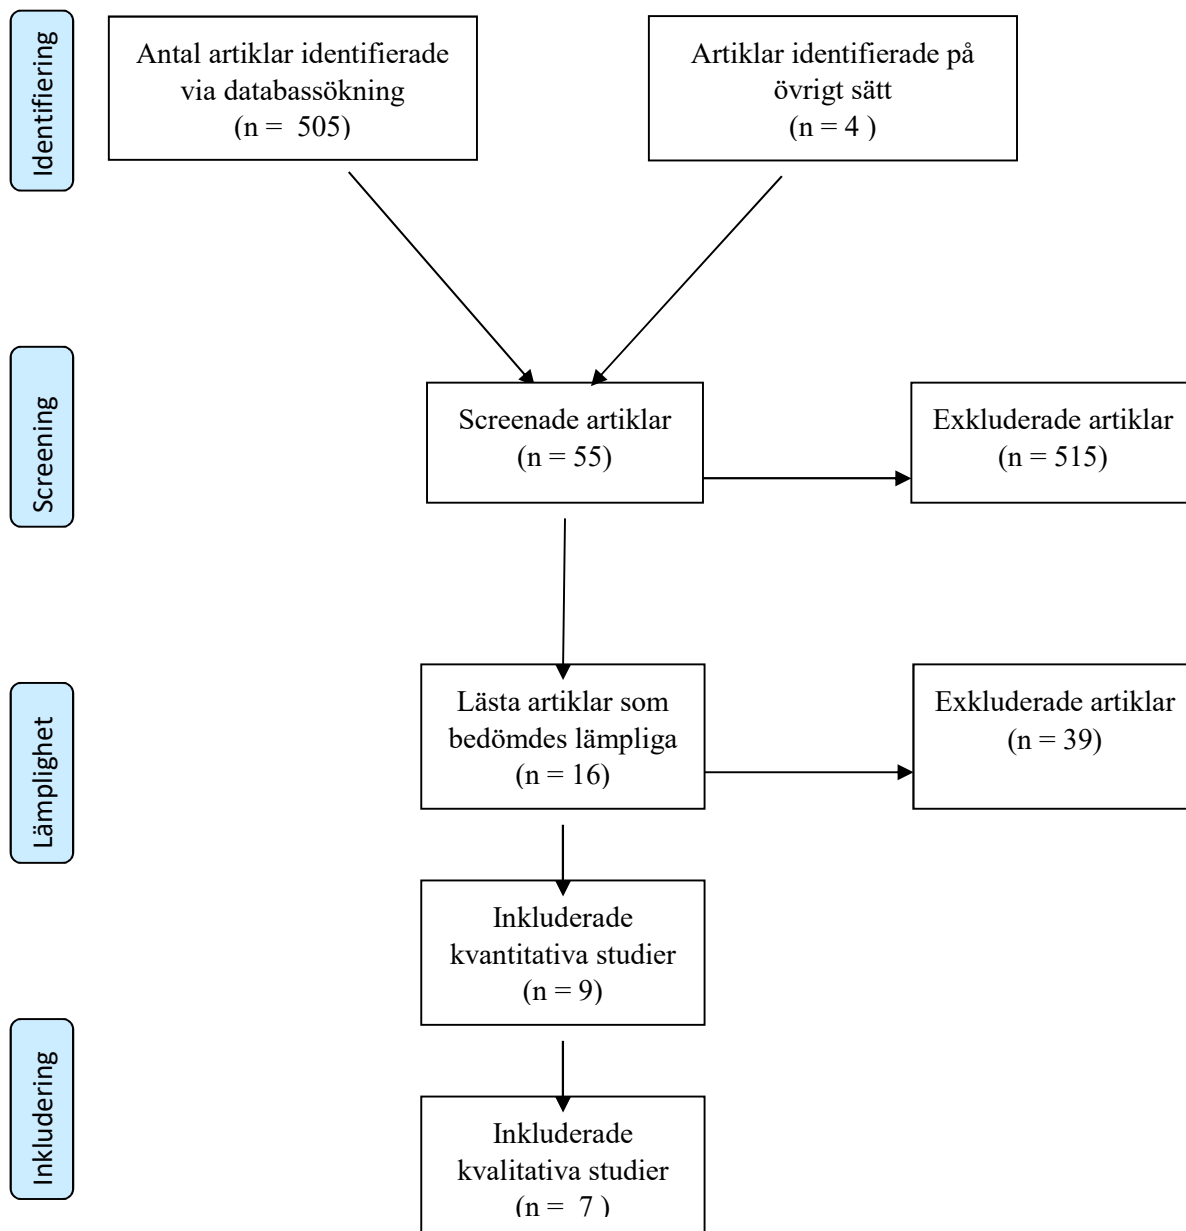 Identifiering
Antal artiklar identifierade
via databassökning
(n =  505)
Artiklar identifierade på
övrigt sätt
(n = 4 )
Screening
Screenade artiklar
(n = 55)
Exkluderade artiklar
(n = 515)
Lämplighet
Lästa artiklar som
bedömdes lämpliga
(n = 16)
Exkluderade artiklar
(n = 39)
Inkluderade
kvantitativa studier
(n = 9)
Inkludering
Inkluderade
kvalitativa studier
(n =  7 )